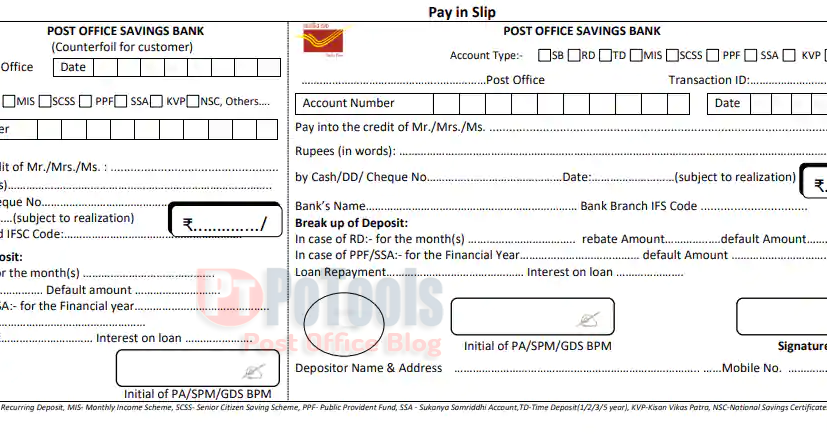 Pay in Slip
POST OFFICE SAVINGS BANK
(Counterfoil for customer)
Office Date
MIS SCSS PPF SSA KVP NSC, Others....
er
dit of Mr./Mrs./Ms. : ..................................................
s)...............................................................................
eque No.......................................
.....(subject to realization)
d IFSC Code:............................
₹............./
posit:
or the month(s) .......................................
................ Default amount ............................
SA:- for the Financial year........................................
...........................................
............................ Interest on loan ....................
Initial of PA/SPM/GDS BPM
POST OFFICE SAVINGS BANK
Account Type:- SB RD TD MIS SCSS PPF SSA KVP
.......................................................Post Office Transaction ID:......................
Account Number Date
Pay into the credit of Mr./Mrs./Ms. ....................................................................................
Rupees (in words): ....................................................................................................
by Cash/DD/ Cheque No.........................................Date:.........................(subject to realization)
₹.
Bank's Name............................................................... Bank Branch IFS Code ................................
Break up of Deposit:
In case of RD:- for the month(s) ................................ rebate Amount.................default Amount.......
In case of PPF/SSA:- for the Financial Year.................................... default Amount ............................
Loan Repayment......................................... Interest on loan ....................
PT PoTools
Post Office Blog
Initial of PA/SPM/GDS BPM Signature
Depositor Name & Address ........................................................................ ......Mobile No. ............
Recurring Deposit, MIS- Monthly Income Scheme, SCSS- Senior Citizen Saving Scheme, PPF- Public Provident Fund, SSA - Sukanya Samriddhi Account,TD-Time Deposit(1/2/3/5 year), KVP-Kisan Vikas Patra, NSC-National Savings Certificate